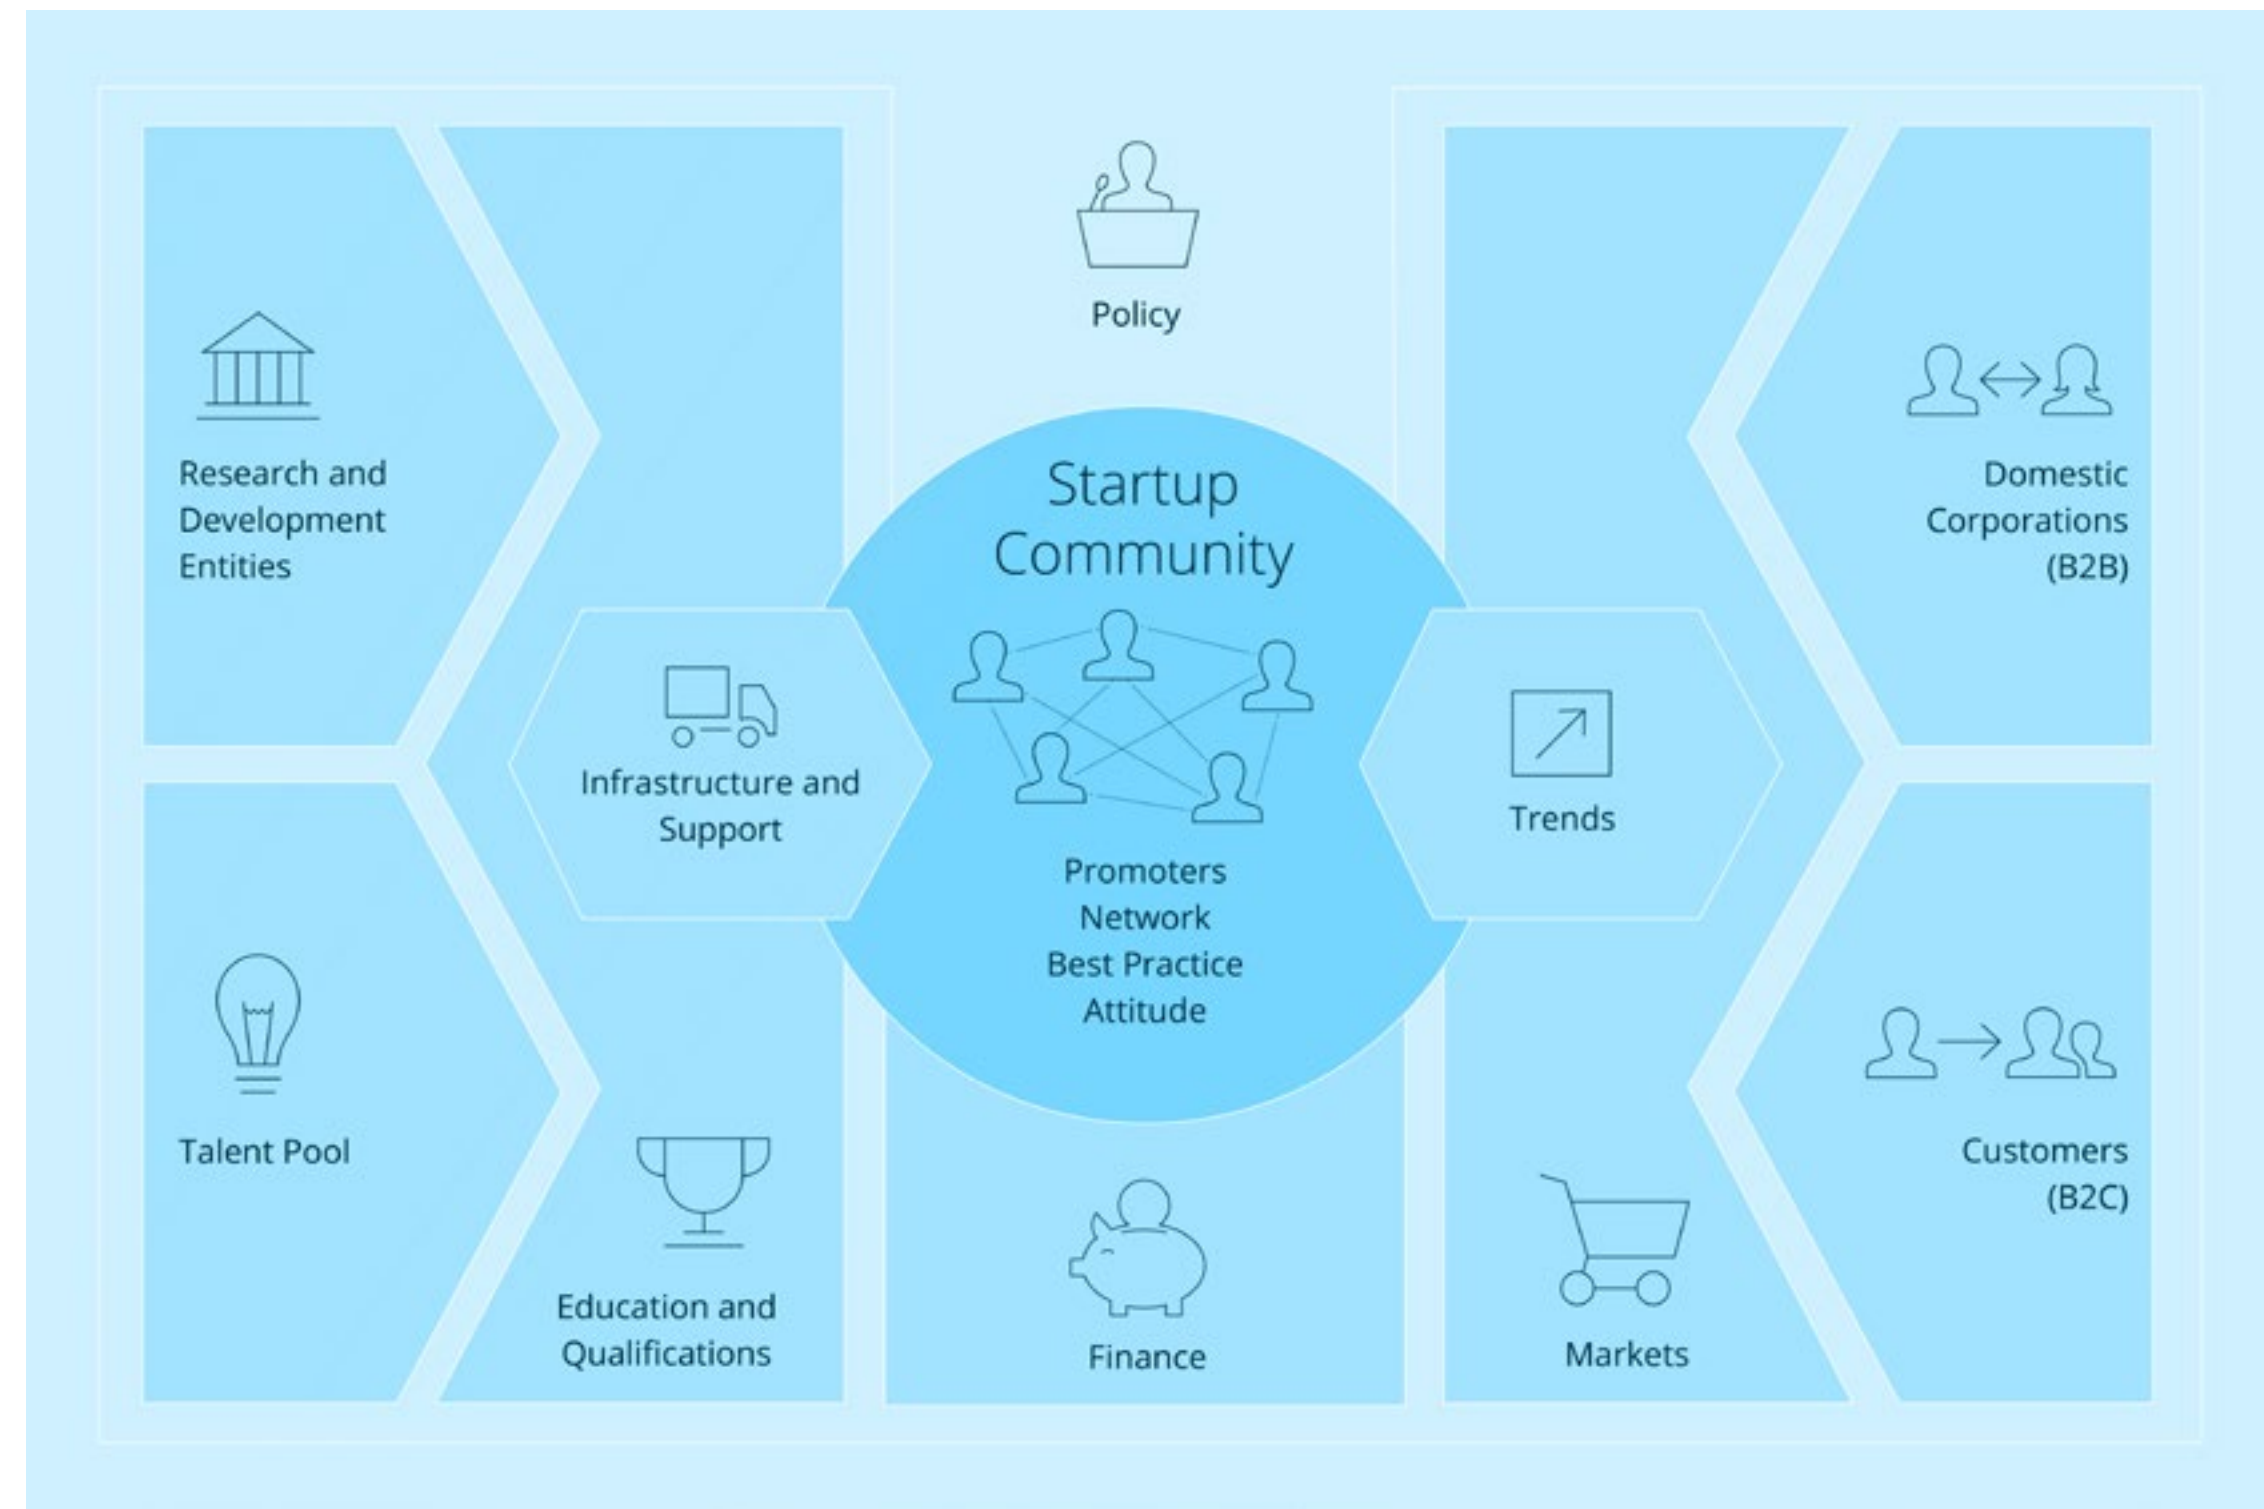 Policy
Research and
Development
Entities
Startup
Community
Domestic
Corporations
(B2B)
Infrastructure and
Support
Trends
Promoters
Network
Best Practice
Attitude
Talent Pool
Customers
(B2C)
Education and
Qualifications
Finance
Markets